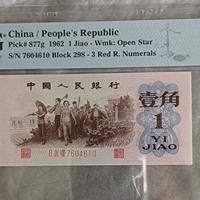 China / People's Republic
Pick# 877g 1962 1 Jiao - Wmk: Open Star
S/N 7604610 Block 298 - 3 Red R. Numerals
中国人民银行
壹角
1
YI
JIAO
7604610